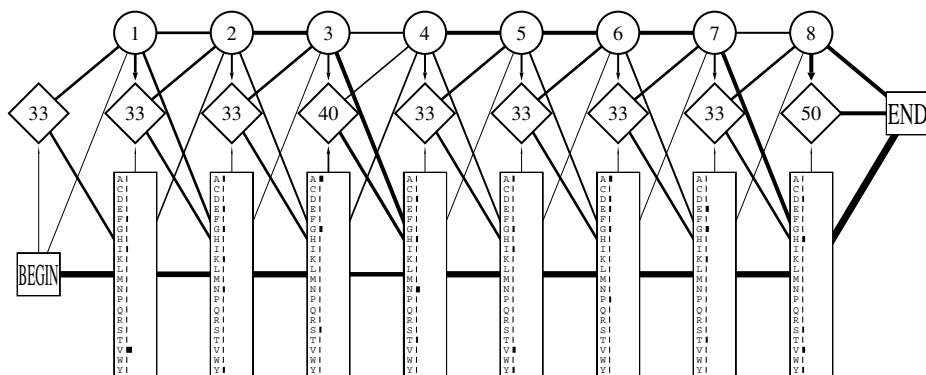 1 2 3 4 5 6 7 8
33 33 33 40 33 33 33 33 50 END
BEGIN
A A A A A A A A
C C C C C C C C
D D D D D D D D
E E E E E E E E
F F F F F F F F
G G G G G G G G
H H H H H H H H
I I I I I I I I
K K K K K K K K
L L L L L L L L
M M M M M M M M
N N N N N N N N
P P P P P P P P
Q Q Q Q Q Q Q Q
R R R R R R R R
S S S S S S S S
T T T T T T T T
V V V V V V V V
W W W W W W W W
Y Y Y Y Y Y Y Y